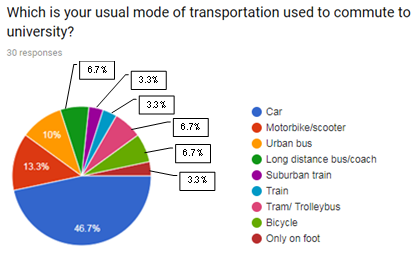 Which is your usual mode of transportation used to commute to
university?
30 responses
6.7%
3.3%
3.3%
6.7%
6.7%
3.3%
10%
13.3%
46.7%
Car
Motorbike/scooter
Urban bus
Long distance bus/coach
Suburban train
Train
Tram/ Trolleybus
Bicycle
Only on foot